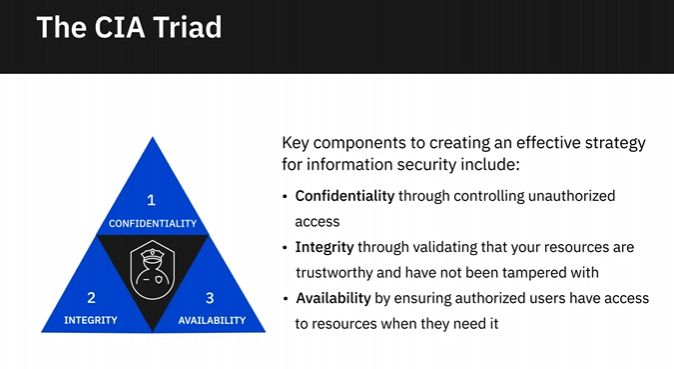 The CIA Triad
1
CONFIDENTIALITY
2
INTEGRITY
3
AVAILABILITY
Key components to creating an effective strategy
for information security include:
• Confidentiality through controlling unauthorized
access
• Integrity through validating that your resources are
trustworthy and have not been tampered with
• Availability by ensuring authorized users have access
to resources when they need it